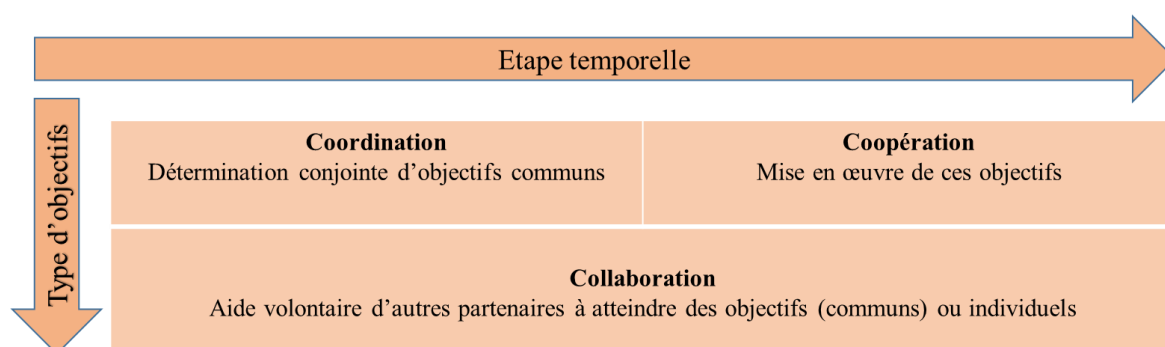 Etape temporelle
Type d’objectifs
Coordination
Détermination conjointe d’objectifs communs
Coopération
Mise en œuvre de ces objectifs
Collaboration
Aide volontaire d’autres partenaires à atteindre des objectifs (communs) ou individuels